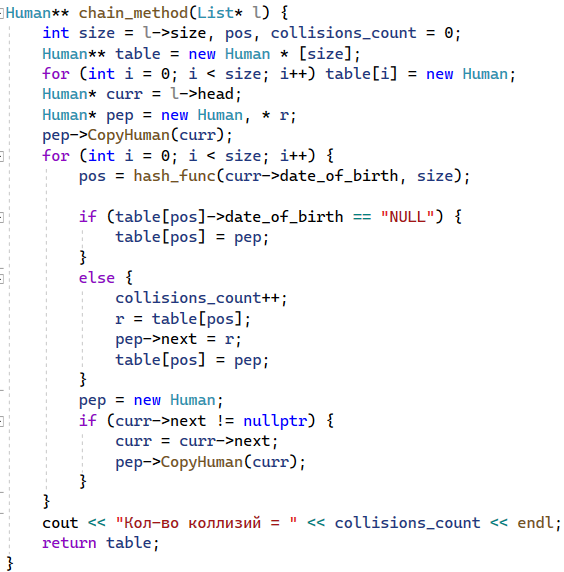 Human** chain_method(List* l) {
    int size = l->size, pos, collisions_count = 0;
    Human** table = new Human * [size];
    for (int i = 0; i < size; i++) table[i] = new Human;
    Human* curr = l->head;
    Human* pep = new Human, * r;
    pep->CopyHuman(curr);
    for (int i = 0; i < size; i++) {
        pos = hash_func(curr->date_of_birth, size);

        if (table[pos]->date_of_birth == "NULL") {
            table[pos] = pep;
        }
        else {
            collisions_count++;
            r = table[pos];
            pep->next = r;
            table[pos] = pep;
        }
        pep = new Human;
        if (curr->next != nullptr) {
            curr = curr->next;
            pep->CopyHuman(curr);
        }
    }
    cout << "Кол-во коллизий = " << collisions_count << endl;
    return table;
}